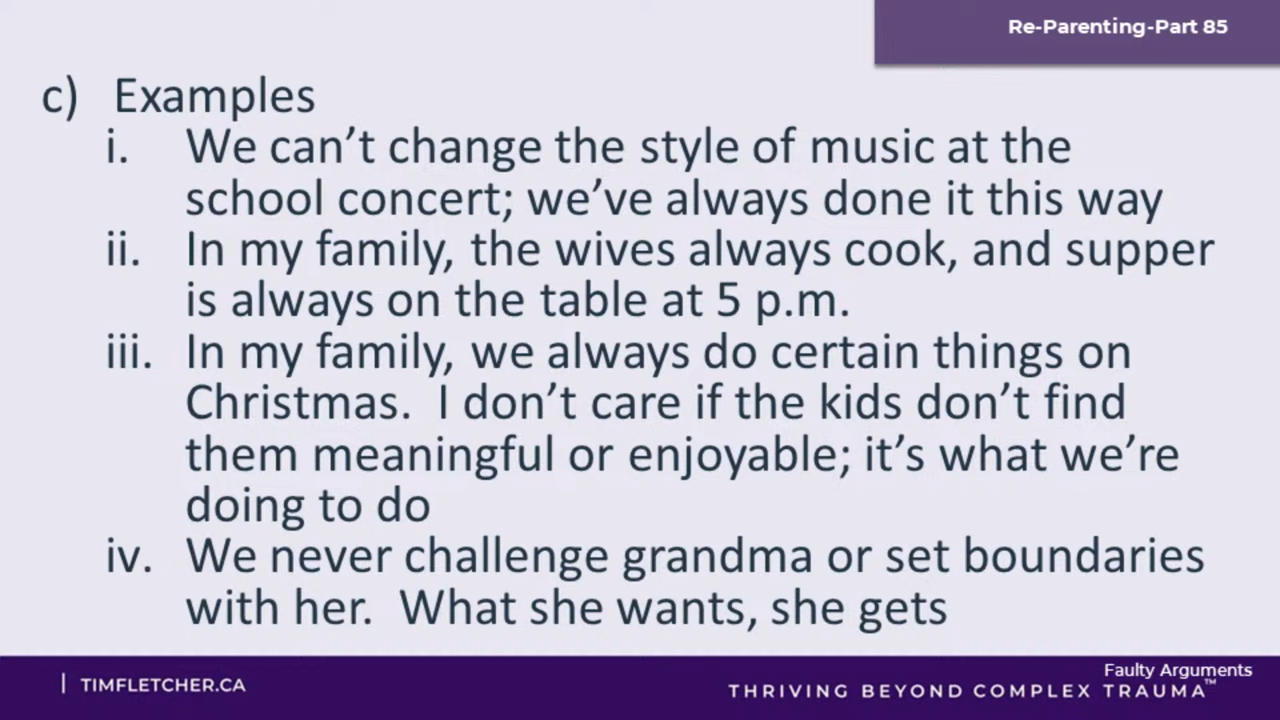 Re-Parenting-Part 85
c) Examples
i. We can't change the style of music at the
school concert; we've always done it this way
ii. In my family, the wives always cook, and supper
is always on the table at 5 p.m.
iii. In my family, we always do certain things on
Christmas. I don't care if the kids don't find
them meaningful or enjoyable; it's what we're
doing to do
iv. We never challenge grandma or set boundaries
with her. What she wants, she gets
Faulty Arguments
| TIMFLETCHER.CA
THRIVING BEYOND COMPLEX TRAUMA™